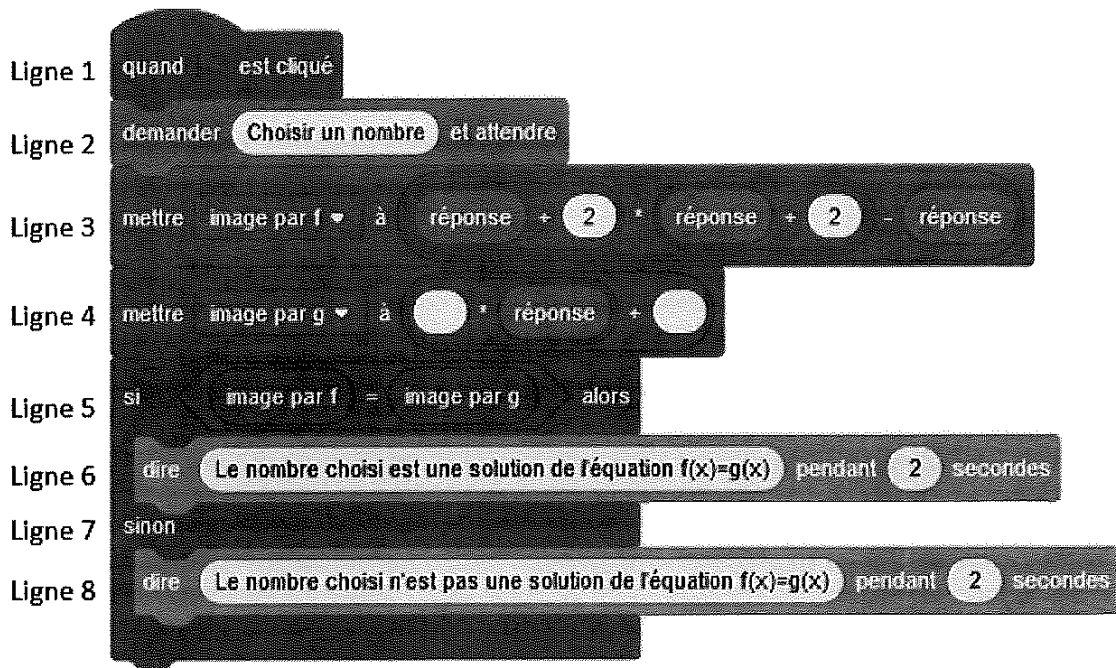 Ligne 1 quand est cliqué
Ligne 2 demander Choisir un nombre et attendre
Ligne 3 mettre image par f à réponse + 2 * réponse + 2 - réponse
Ligne 4 mettre image par g à * réponse +
Ligne 5 si image par f = image par g alors
Ligne 6 dire Le nombre choisi est une solution de l'équation f(x)=g(x) pendant 2 secondes
Ligne 7 sinon
Ligne 8 dire Le nombre choisi n'est pas une solution de l'équation f(x)=g(x) pendant 2 secondes